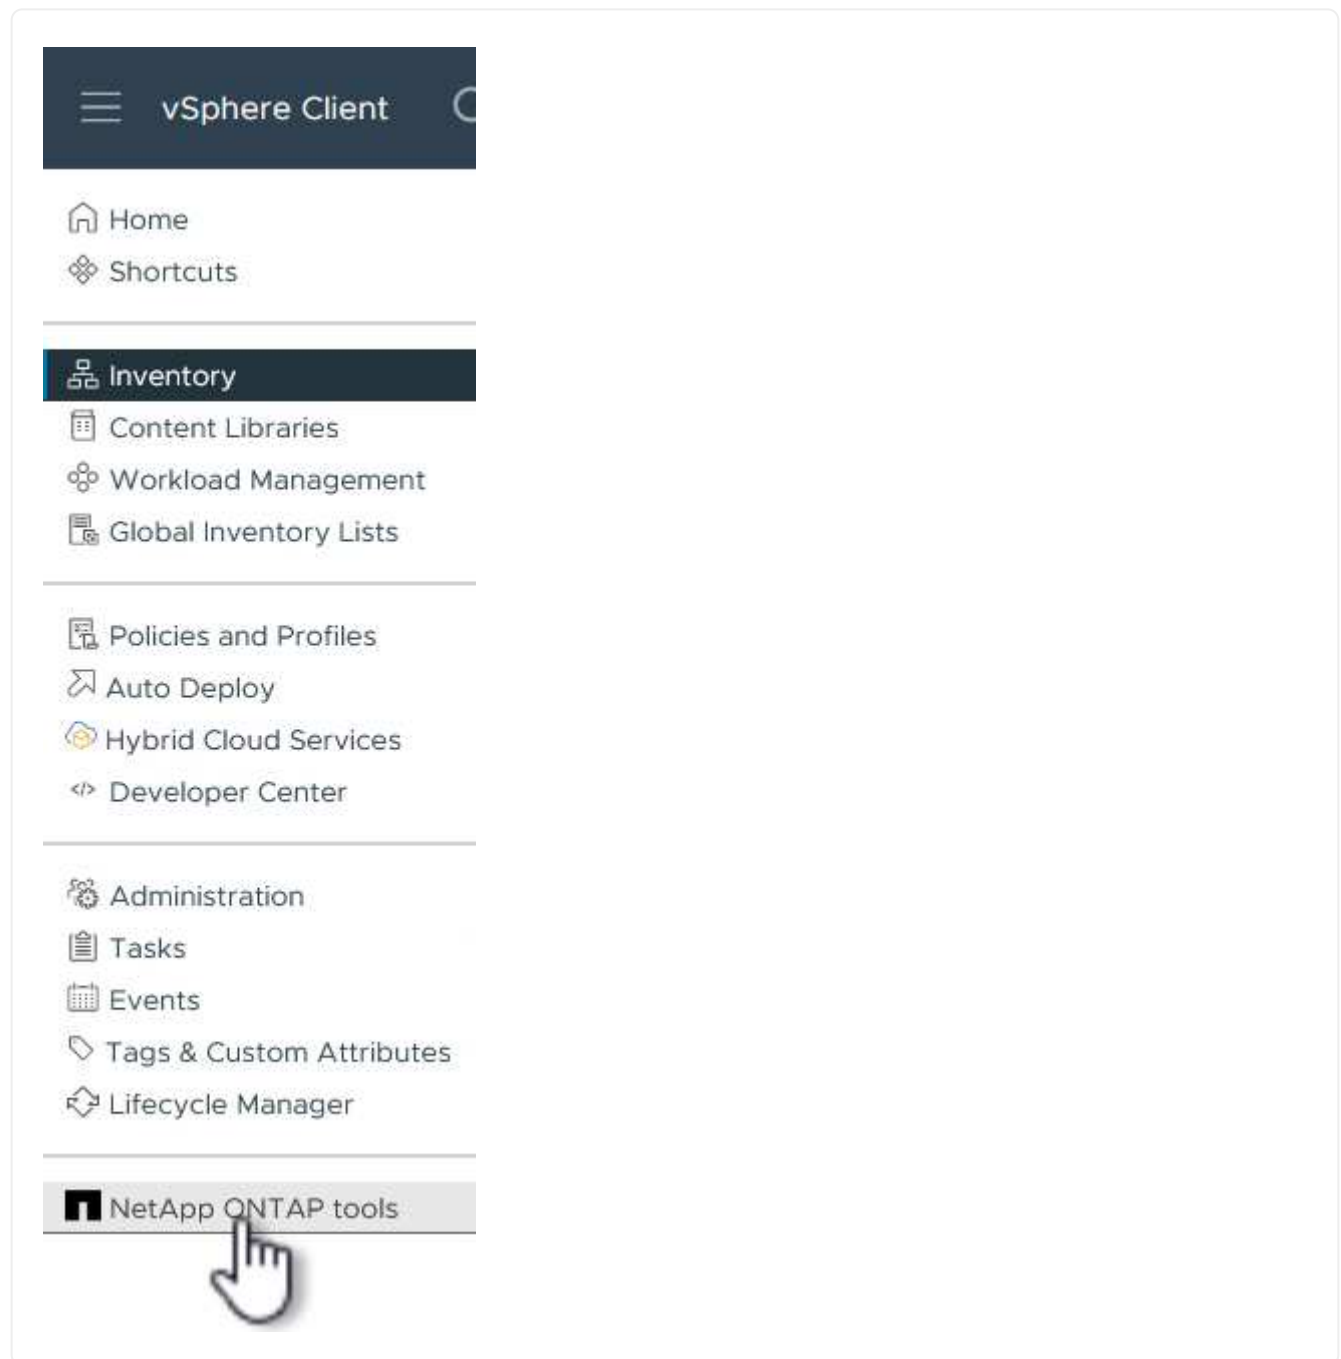 vSphere Client
Home
Shortcuts
Inventory
Content Libraries
Workload Management
Global Inventory Lists
Policies and Profiles
Auto Deploy
Hybrid Cloud Services
Developer Center
Administration
Tasks
Events
Tags & Custom Attributes
Lifecycle Manager
NetApp ONTAP tools